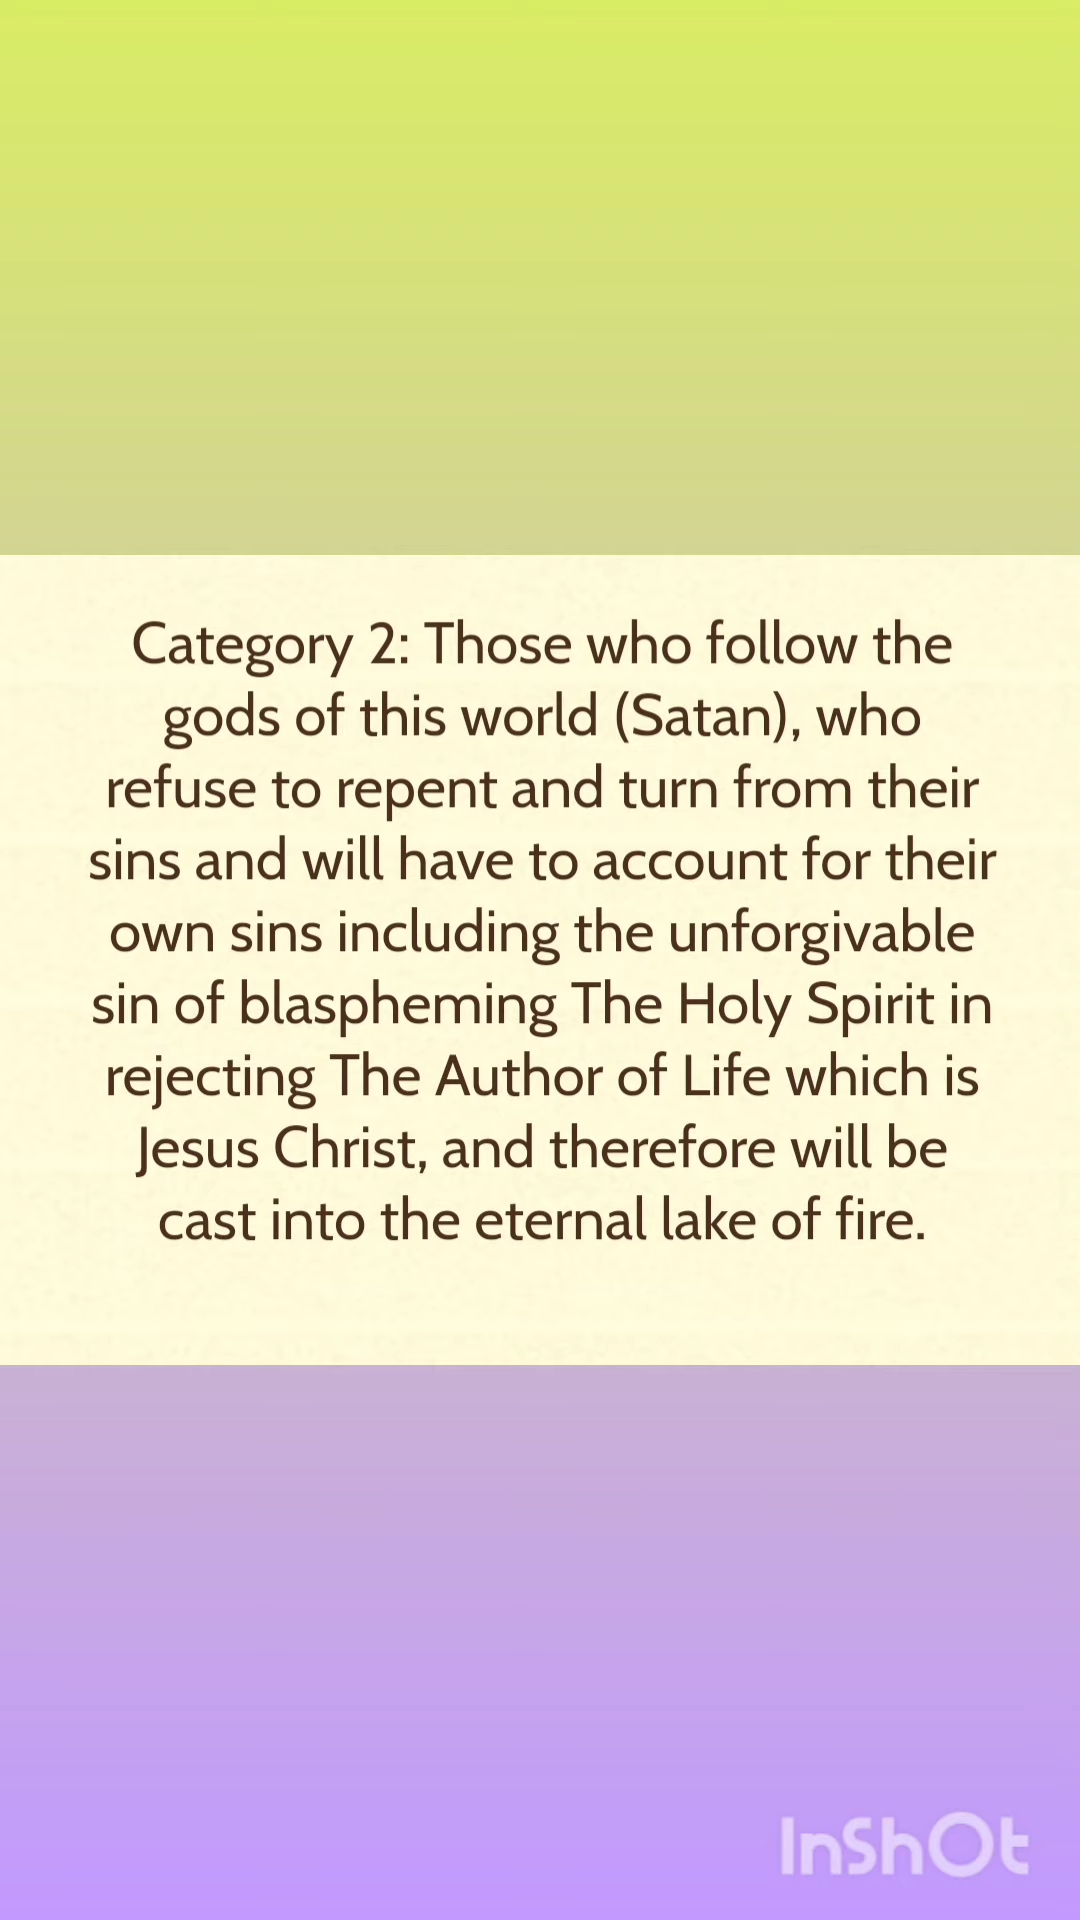 Category 2: Those who follow the
gods of this world (Satan), who
refuse to repent and turn from their
sins and will have to account for their
own sins including the unforgivable
sin of blaspheming The Holy Spirit in
rejecting The Author of Life which is
Jesus Christ, and therefore will be
cast into the eternal lake of fire.
InShOt